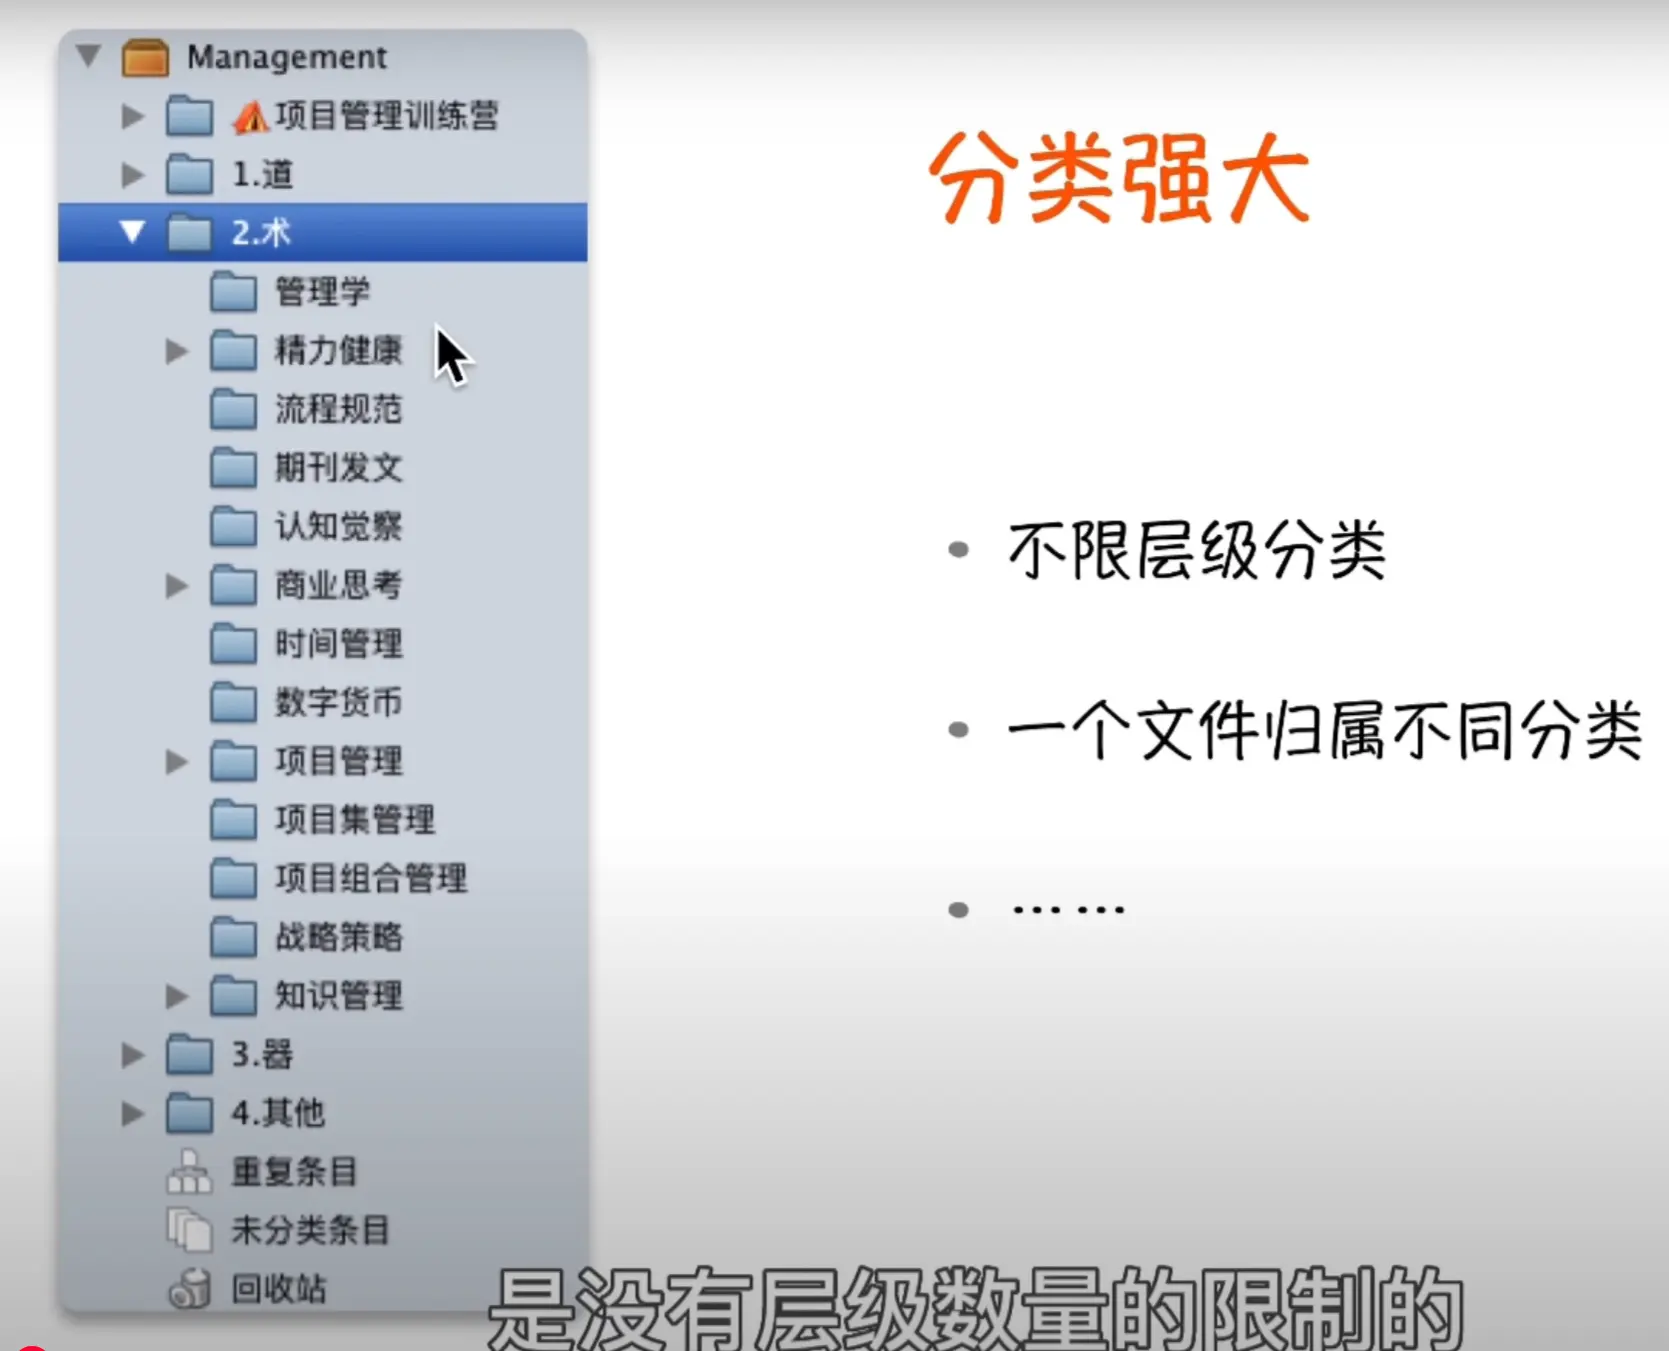 Management
项目管理训练营
1.道
2.术
管理学
精力健康
流程规范
期刊发文
认知觉察
商业思考
时间管理
数字货币
项目管理
项目集管理
项目组合管理
战略策略
知识管理
3.器
4.其他
重复条目
未分类条目
回收站
分类强大
• 不限层级分类
• 一个文件归属不同分类
• ……
是没有层级数量的限制的